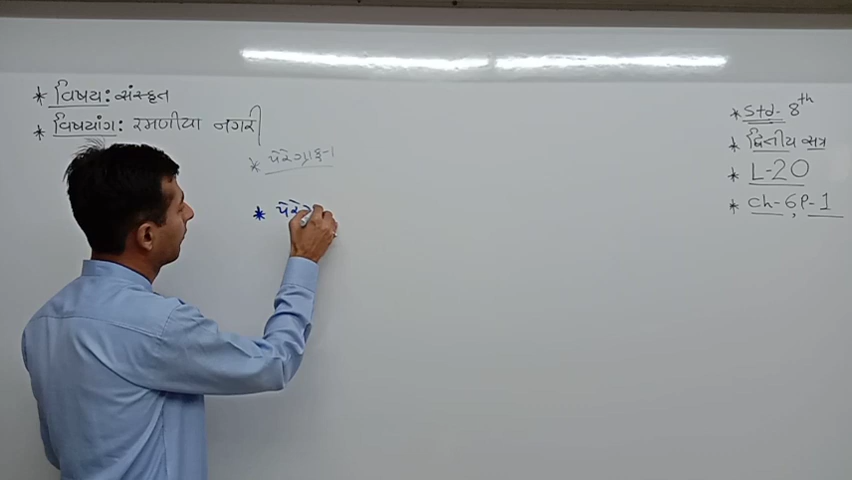 * વિષય: સંસ્કૃત
* વિષયાંગ: રમણીયા નગરી
* પેરેગ્રાફ-1
* પેરે
* Std- 8th
* દ્વિતીય સત્ર
* L-20
* ch-6, P-1